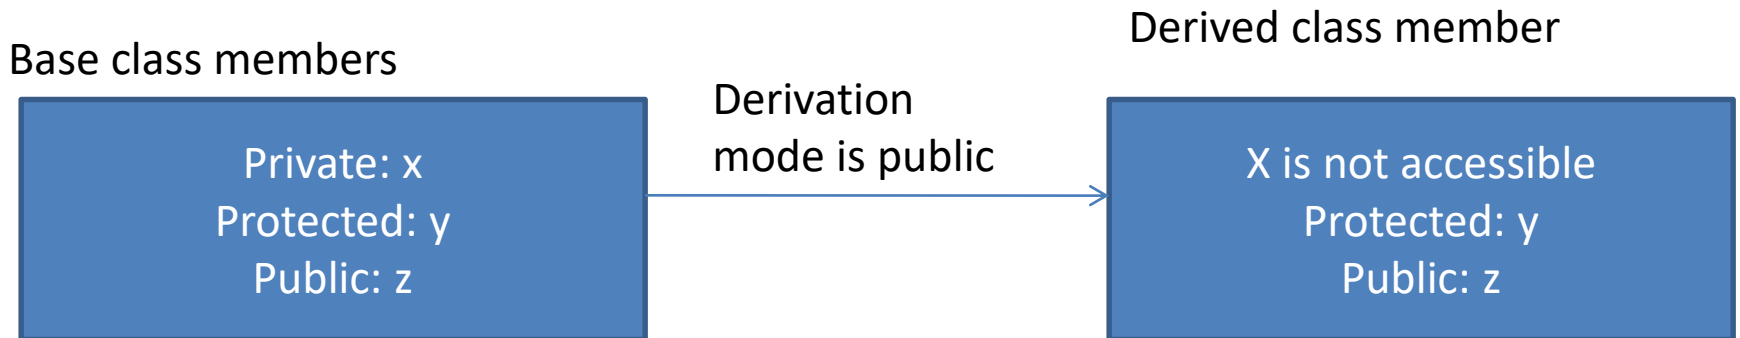 Base class members
Private: x
Protected: y
Public: z
Derivation
mode is public
Derived class member
X is not accessible
Protected: y
Public: z